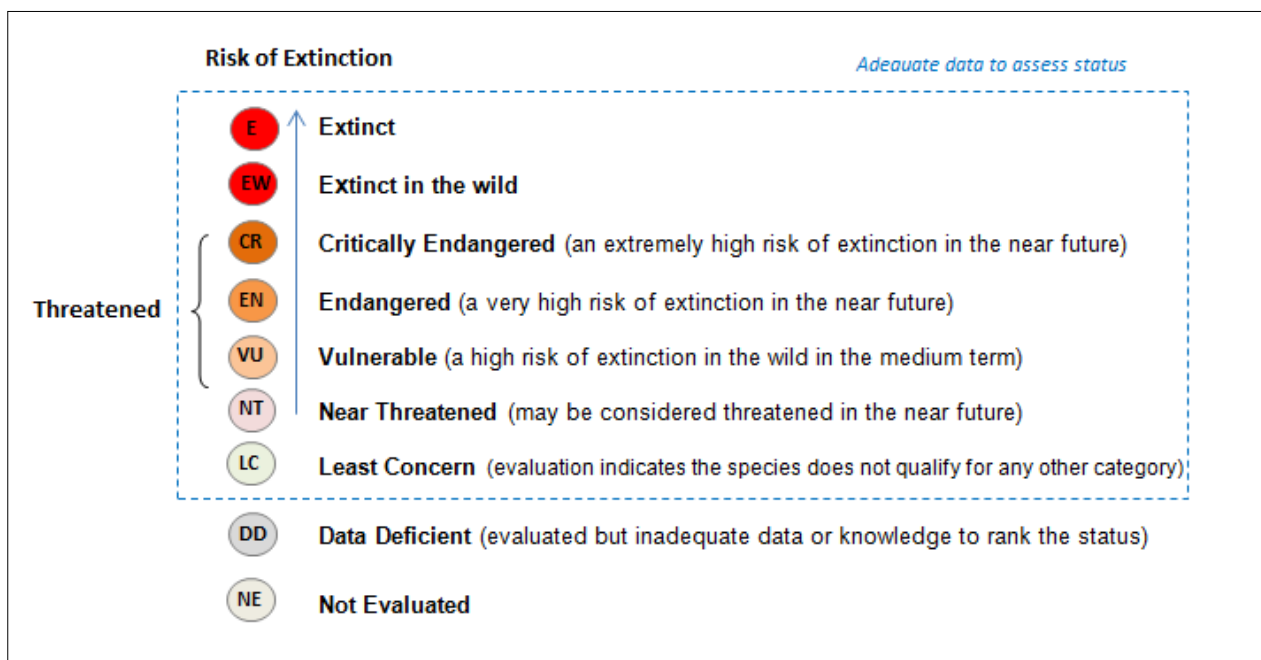 Risk of Extinction
Adeauate data to assess status
E Extinct
EW Extinct in the wild
CR Critically Endangered (an extremely high risk of extinction in the near future)
EN Endangered (a very high risk of extinction in the near future)
Threatened
VU Vulnerable (a high risk of extinction in the wild in the medium term)
NT Near Threatened (may be considered threatened in the near future)
LC Least Concern (evaluation indicates the species does not qualify for any other category)
DD Data Deficient (evaluated but inadequate data or knowledge to rank the status)
NE Not Evaluated